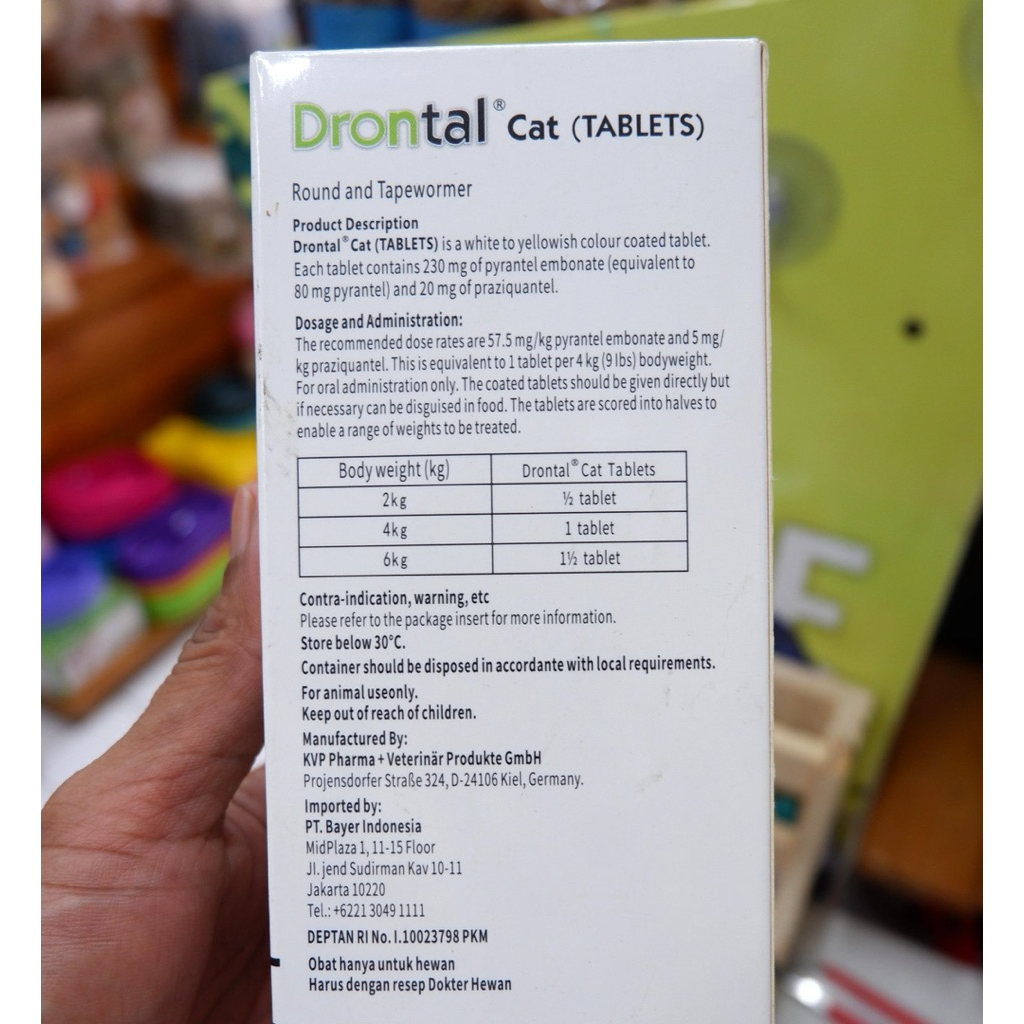 Drontal® Cat (TABLETS)
Round and Tapewormer
Product Description
Drontal® Cat (TABLETS) is a white to yellowish colour coated tablet.
Each tablet contains 230 mg of pyrantel embonate (equivalent to
80 mg pyrantel) and 20 mg of praziquantel.
Dosage and Administration:
The recommended dose rates are 57.5 mg/kg pyrantel embonate and 5 mg/
kg praziquantel. This is equivalent to 1 tablet per 4 kg (9 lbs) bodyweight.
For oral administration only. The coated tablets should be given directly but
if necessary can be disguised in food. The tablets are scored into halves to
enable a range of weights to be treated.
Body weight (kg) Drontal® Cat Tablets
2kg ½ tablet
4kg 1 tablet
6kg 1½ tablet
Contra-indication, warning, etc
Please refer to the package insert for more information.
Store below 30°C.
Container should be disposed in accordante with local requirements.
For animal useonly.
Keep out of reach of children.
Manufactured By:
KVP Pharma + Veterinär Produkte GmbH
Projensdorfer Straße 324, D-24106 Kiel, Germany.
Imported by:
PT. Bayer Indonesia
MidPlaza 1, 11-15 Floor
Jl. jend Sudirman Kav 10-11
Jakarta 10220
Tel.: +6221 3049 1111
DEPTAN RI No. I.10023798 PKM
Obat hanya untuk hewan
Harus dengan resep Dokter Hewan